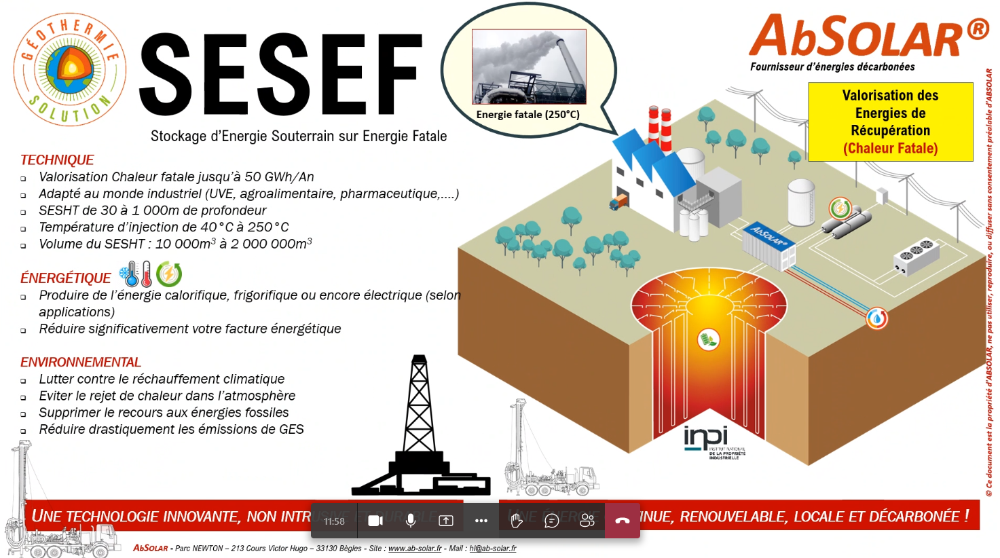 GÉOTHERMIE
SOLUTION
SESEF
Stockage d'Energie Souterrain sur Energie Fatale
Energie fatale (250°C)
ABSOLAR®
Fournisseur d'énergies décarbonées
Valorisation des
Energies de
Récupération
(Chaleur Fatale)
TECHNIQUE
Valorisation Chaleur fatale jusqu'à 50 GWh/An
Adapté au monde industriel (UVE, agroalimentaire, pharmaceutique,....)
SESHT de 30 à 1 000m de profondeur
Température d'injection de 40°C à 250°C
Volume du SESHT : 10 000m³ à 2 000 000m³
ÉNERGÉTIQUE
Produire de l'énergie calorifique, frigorifique ou encore électrique (selon
applications)
Réduire significativement votre facture énergétique
ENVIRONNEMENTAL
Lutter contre le réchauffement climatique
Eviter le rejet de chaleur dans l'atmosphère
Supprimer le recours aux énergies fossiles
Réduire drastiquement les émissions de GES
ABSOLAR®
inpi
INSTITUT NATIONAL
DE LA PROPRIÉTÉ
INDUSTRIELLE
© Ce document est la propriété d'ABSOLAR, ne pas utiliser, reproduire, ou diffuser sans consentement préalable d'ABSOLAR
UNE TECHNOLOGIE INNOVANTE, NON INTRUSIVE ET DURABLE
UNE ÉNERGIE CONTINUE, RENOUVELABLE, LOCALE ET DÉCARBONÉE !
11:58
ABSOLAR - Parc NEWTON – 213 Cours Victor Hugo – 33130 Bègles - Site : www.ab-solar.fr - Mail : hl@ab-solar.fr